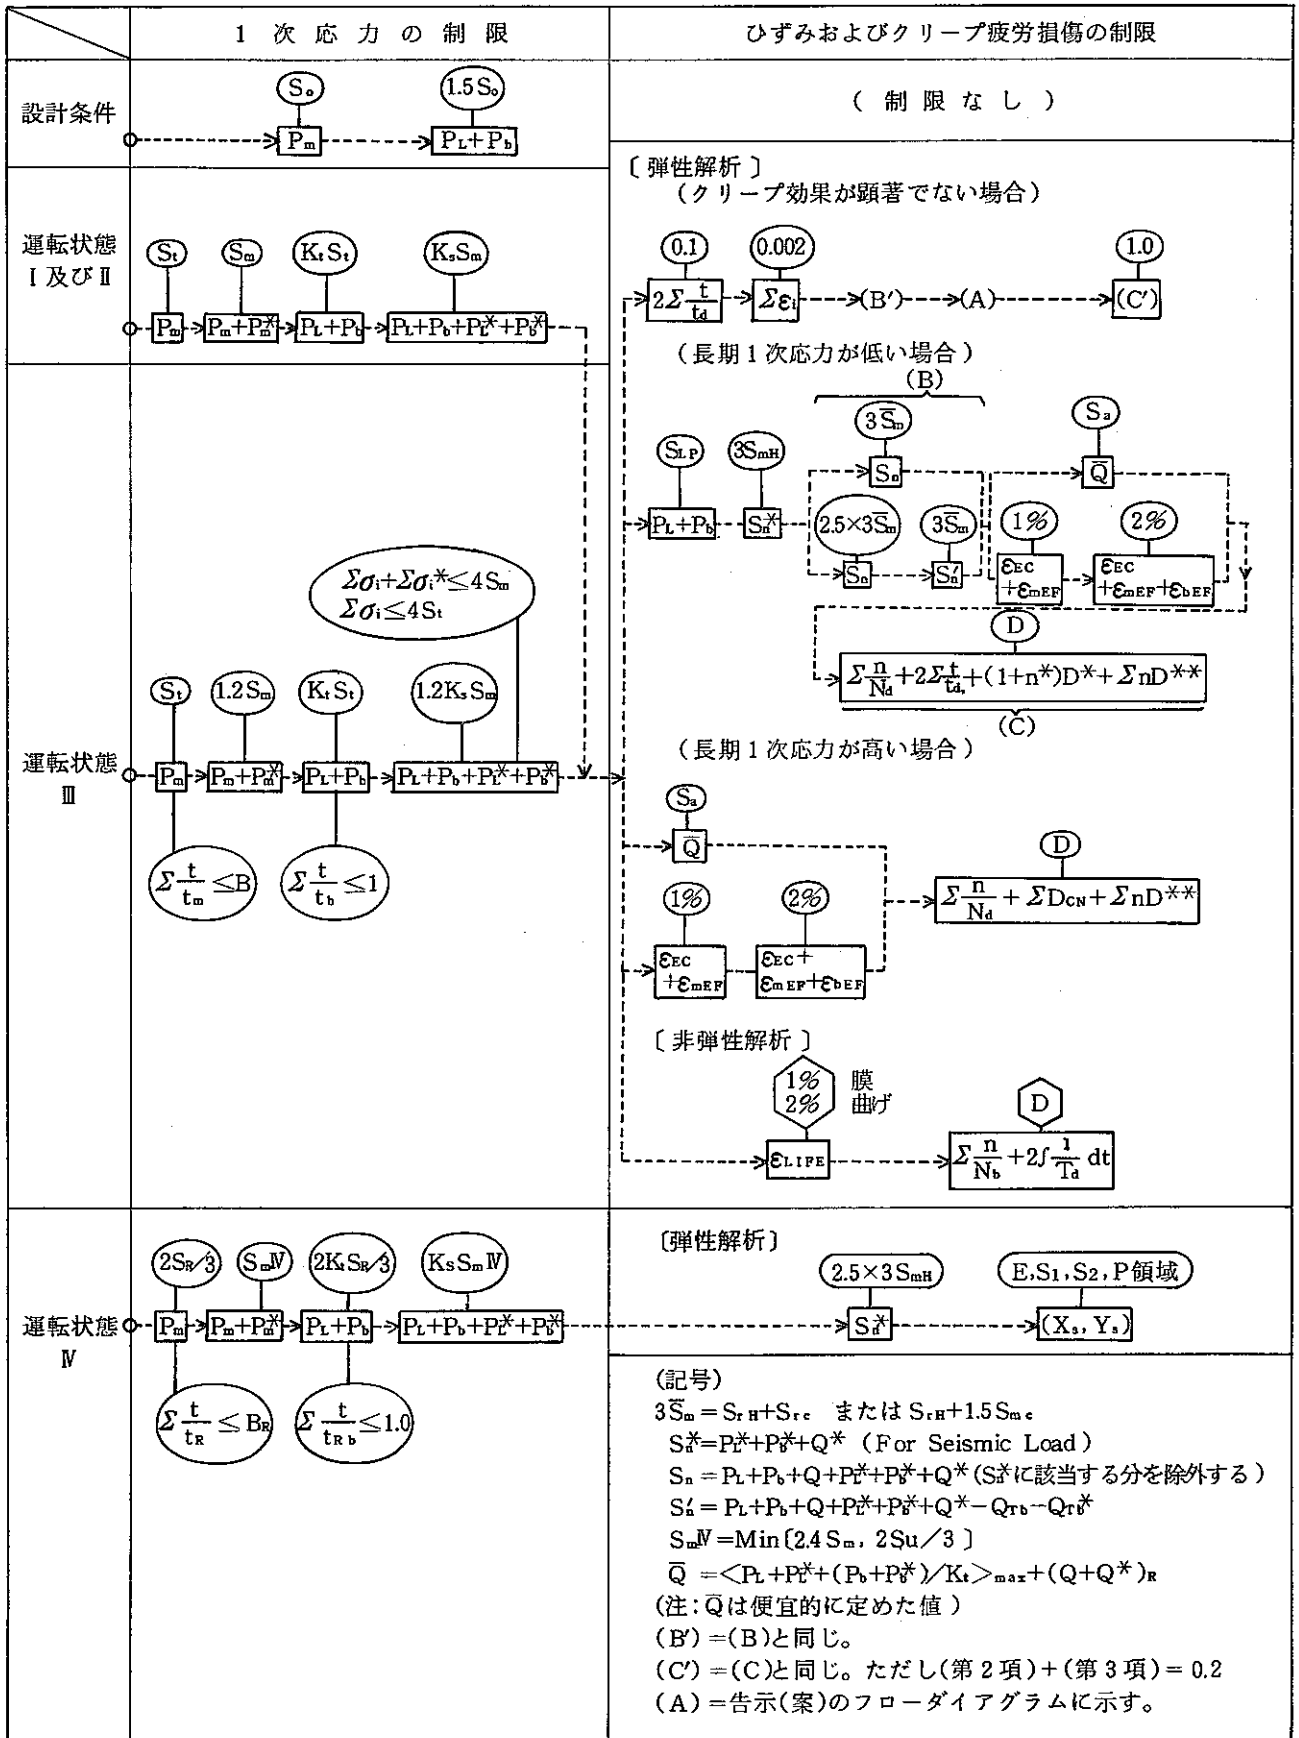 1 次応力の制限
ひずみおよびクリープ疲労損傷の制限
設計条件
So
1.5So
Pm
PL+Pb
(制限なし)
運転状態
Ⅰ及びⅡ
St
Sm
KtSt
KsSm
Pm
Pm+Pm*
PL+Pb
PL+Pb+PL*+Pb*
〔弾性解析〕
(クリープ効果が顕著でない場合)
0.1
0.002
1.0
2Σt/td
Σεi
(B′)
(A)
(C′)
(長期1次応力が低い場合)
(B)
3S̅m
Sa
SLP
3SmH
Sn
Q̅
PL+Pb
Sn*
2.5×3S̅m
3S̅m
1%
2%
Sn
Sn′
εEC
+εmEF
εEC
+εmEF+εbEF
D
Σn/Nd+2Σt/td+(1+n*)D*+ΣnD**
(C)
運転状態
Ⅲ
Σσi+Σσi*≤4Sm
Σσi≤4St
St
1.2Sm
KtSt
1.2KsSm
Pm
Pm+Pm*
PL+Pb
PL+Pb+PL*+Pb*
Σt/tm≤B
Σt/tb≤1
(長期1次応力が高い場合)
Sa
Q̅
D
1%
2%
Σn/Nd+ΣDCN+ΣnD**
εEC
+εmEF
εEC+
εmEF+εbEF
〔非弾性解析〕
1% 膜
2% 曲げ
D
εLIFE
Σn/Nb+2∫1/Td dt
運転状態
Ⅳ
2SR/3
SmⅣ
2KtSR/3
KsSmⅣ
Pm
Pm+Pm*
PL+Pb
PL+Pb+PL*+Pb*
Σt/tR≤BR
Σt/tRb≤1.0
〔弾性解析〕
2.5×3SmH
E,S1,S2,P領域
Sn*
(Xs,Ys)
(記号)
3S̅m=SrH+Src または SrH+1.5Smc
Sn*=PL*+Pb*+Q* (For Seismic Load)
Sn=PL+Pb+Q+PL*+Pb*+Q*(Sn*に該当する分を除外する)
Sn′=PL+Pb+Q+PL*+Pb*+Q*−QTb−QTb*
SmⅣ=Min〔2.4Sm, 2Su/3〕
Q̅=<PL+PL*+(Pb+Pb*)/Kt>max+(Q+Q*)R
(注:Q̅は便宜的に定めた値)
(B′)=(B)と同じ。
(C′)=(C)と同じ。ただし(第2項)+(第3項)=0.2
(A)=告示(案)のフローダイアグラムに示す。